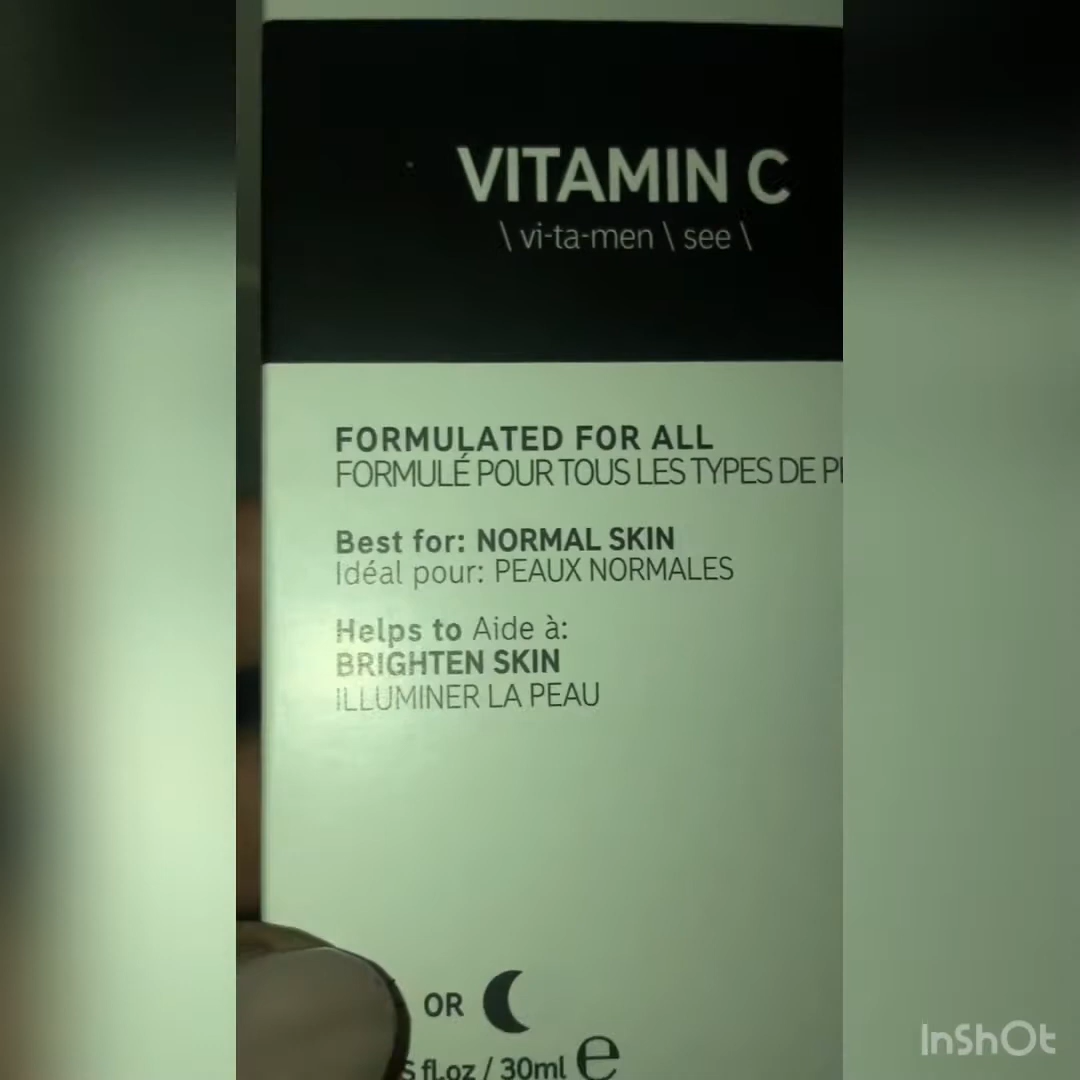 VITAMIN C
\ vi-ta-men \ see \
FORMULATED FOR ALL
FORMULÉ POUR TOUS LES TYPES DE
Best for: NORMAL SKIN
Idéal pour: PEAUX NORMALES
Helps to Aide à:
BRIGHTEN SKIN
ILLUMINER LA PEAU
OR
fl.oz / 30ml e
InShOt